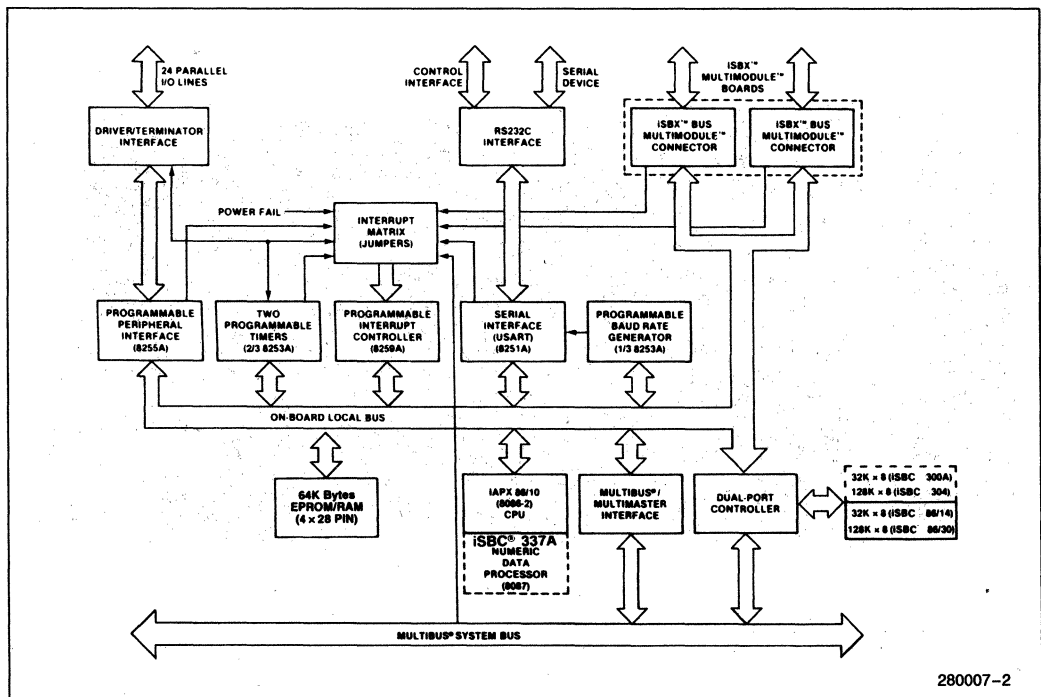 24 PARALLEL
I/O LINES
CONTROL
INTERFACE
SERIAL
DEVICE
iSBX™
MULTIMODULE™
BOARDS
DRIVER/TERMINATOR
INTERFACE
RS232C
INTERFACE
iSBX™ BUS
MULTIMODULE™
CONNECTOR
iSBX™ BUS
MULTIMODULE™
CONNECTOR
POWER FAIL
INTERRUPT
MATRIX
(JUMPERS)
PROGRAMMABLE
PERIPHERAL
INTERFACE
(8255A)
TWO
PROGRAMMABLE
TIMERS
(2/3 8253A)
PROGRAMMABLE
INTERRUPT
CONTROLLER
(8259A)
SERIAL
INTERFACE
(USART)
(8251A)
PROGRAMMABLE
BAUD RATE
GENERATOR
(1/3 8253A)
ON-BOARD LOCAL BUS
64K Bytes
EPROM/RAM
(4 x 28 PIN)
iAPX 86/10
(8086-2)
CPU
iSBC® 337A
NUMERIC
DATA
PROCESSOR
(8087)
MULTIBUS®/
MULTIMASTER
INTERFACE
DUAL-PORT
CONTROLLER
32K × 8 (iSBC 300A)
128K × 8 (iSBC 304)
32K × 8 (iSBC 86/14)
128K × 8 (iSBC 86/30)
MULTIBUS® SYSTEM BUS
280007-2